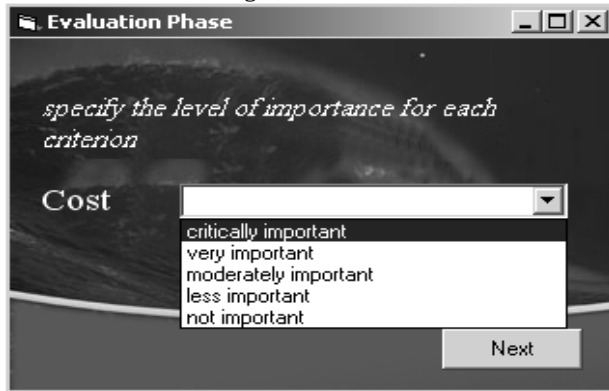 Evaluation Phase
specify the level of importance for each
criterion
Cost
critically important
very important
moderately important
less important
not important
Next